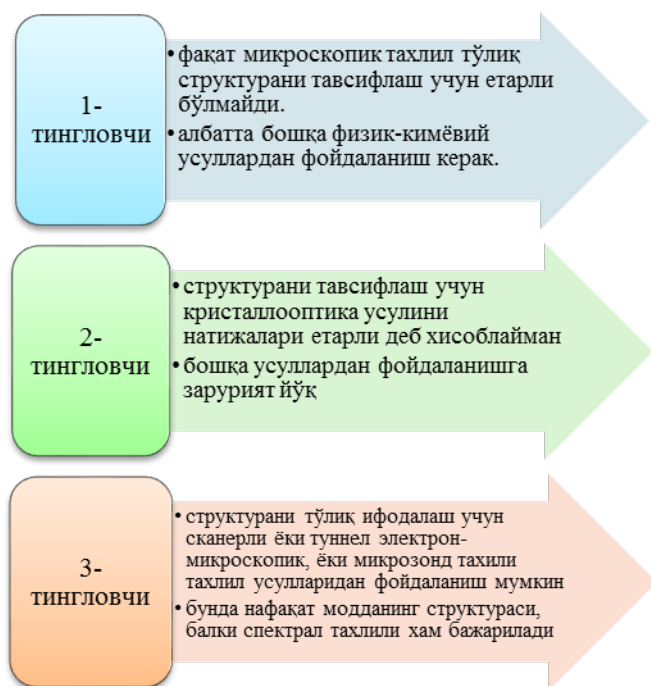 1-
тингловчи
• фақат микроскопик тахлил тўлиқ
структурани тавсифлаш учун етарли
бўлмайди.
• албатта бошқа физик-кимёвий
усуллардан фойдаланиш керак.
2-
тингловчи
• структурани тавсифлаш учун
кристаллооптика усулини
натижалари етарли деб хисоблайман
• бошқа усуллардан фойдаланишга
зарурият йўқ
3-
тингловчи
• структурани тўлиқ ифодалаш учун
сканерли ёки туннел электрон-
микроскопик, ёки микрозонд тахили
тахлил усулларидан фойдаланиш мумкин
• бунда нафақат модданинг структураси,
балки спектрал тахлили хам бажарилади